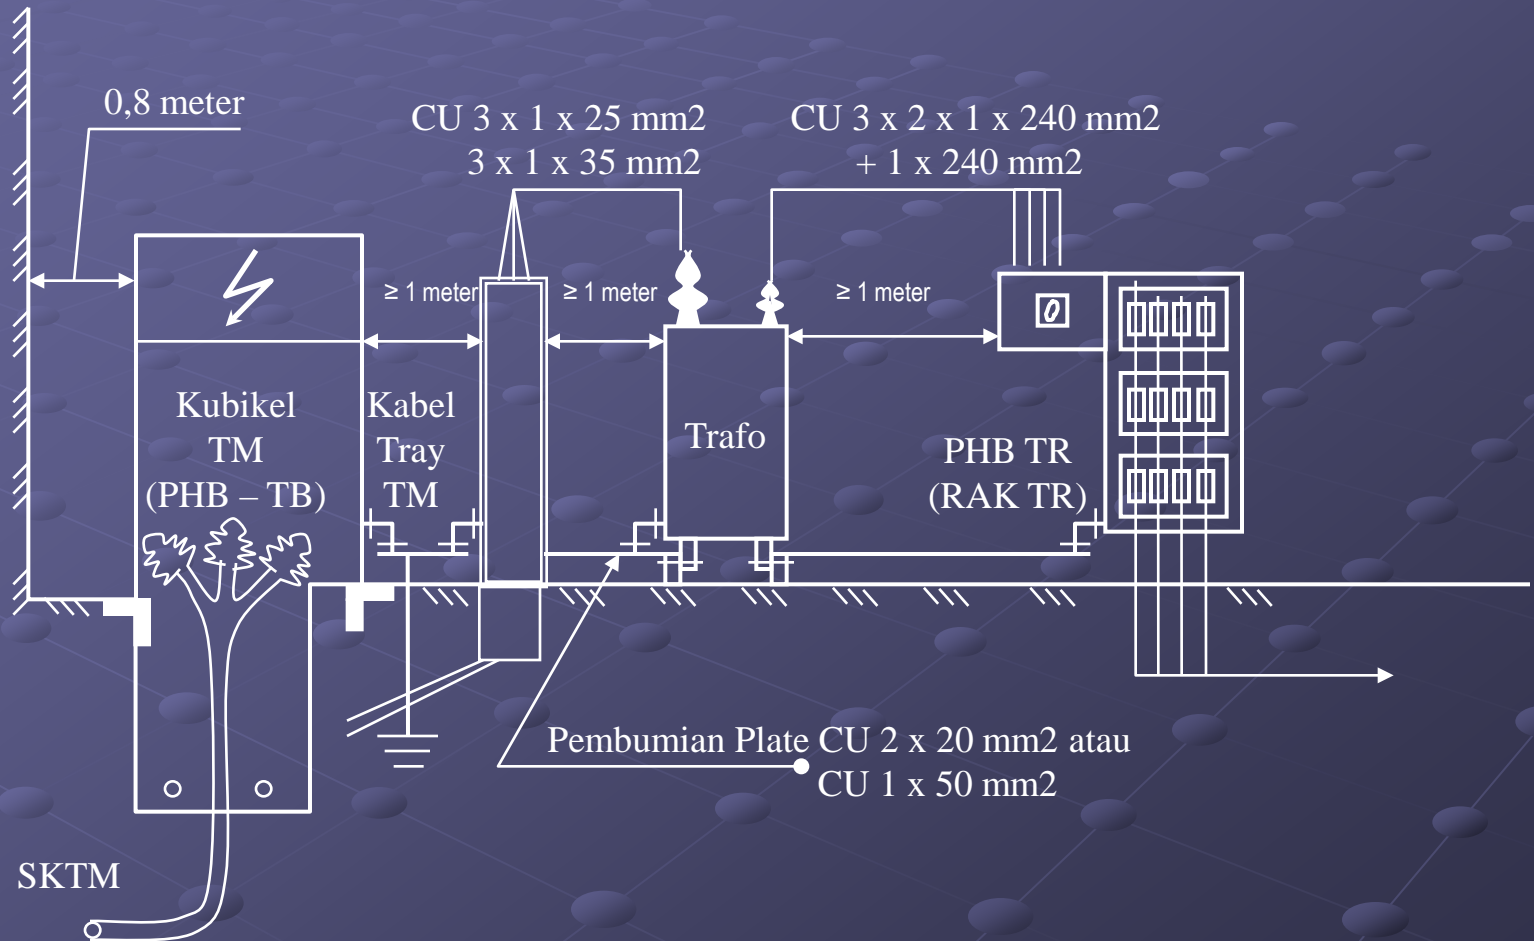 0,8 meter
CU 3 x 1 x 25 mm2
3 x 1 x 35 mm2
CU 3 x 2 x 1 x 240 mm2
+ 1 x 240 mm2
≥ 1 meter
≥ 1 meter
≥ 1 meter
Kubikel
TM
(PHB – TB)
Kabel
Tray
TM
Trafo
PHB TR
(RAK TR)
Pembumian Plate CU 2 x 20 mm2 atau
CU 1 x 50 mm2
SKTM